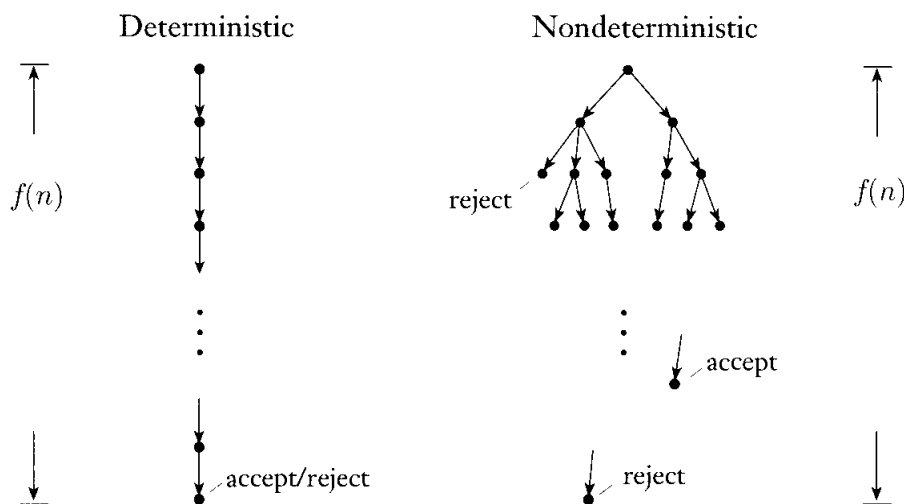 Deterministic
Nondeterministic
f(n)
reject
f(n)
accept
accept/reject
reject